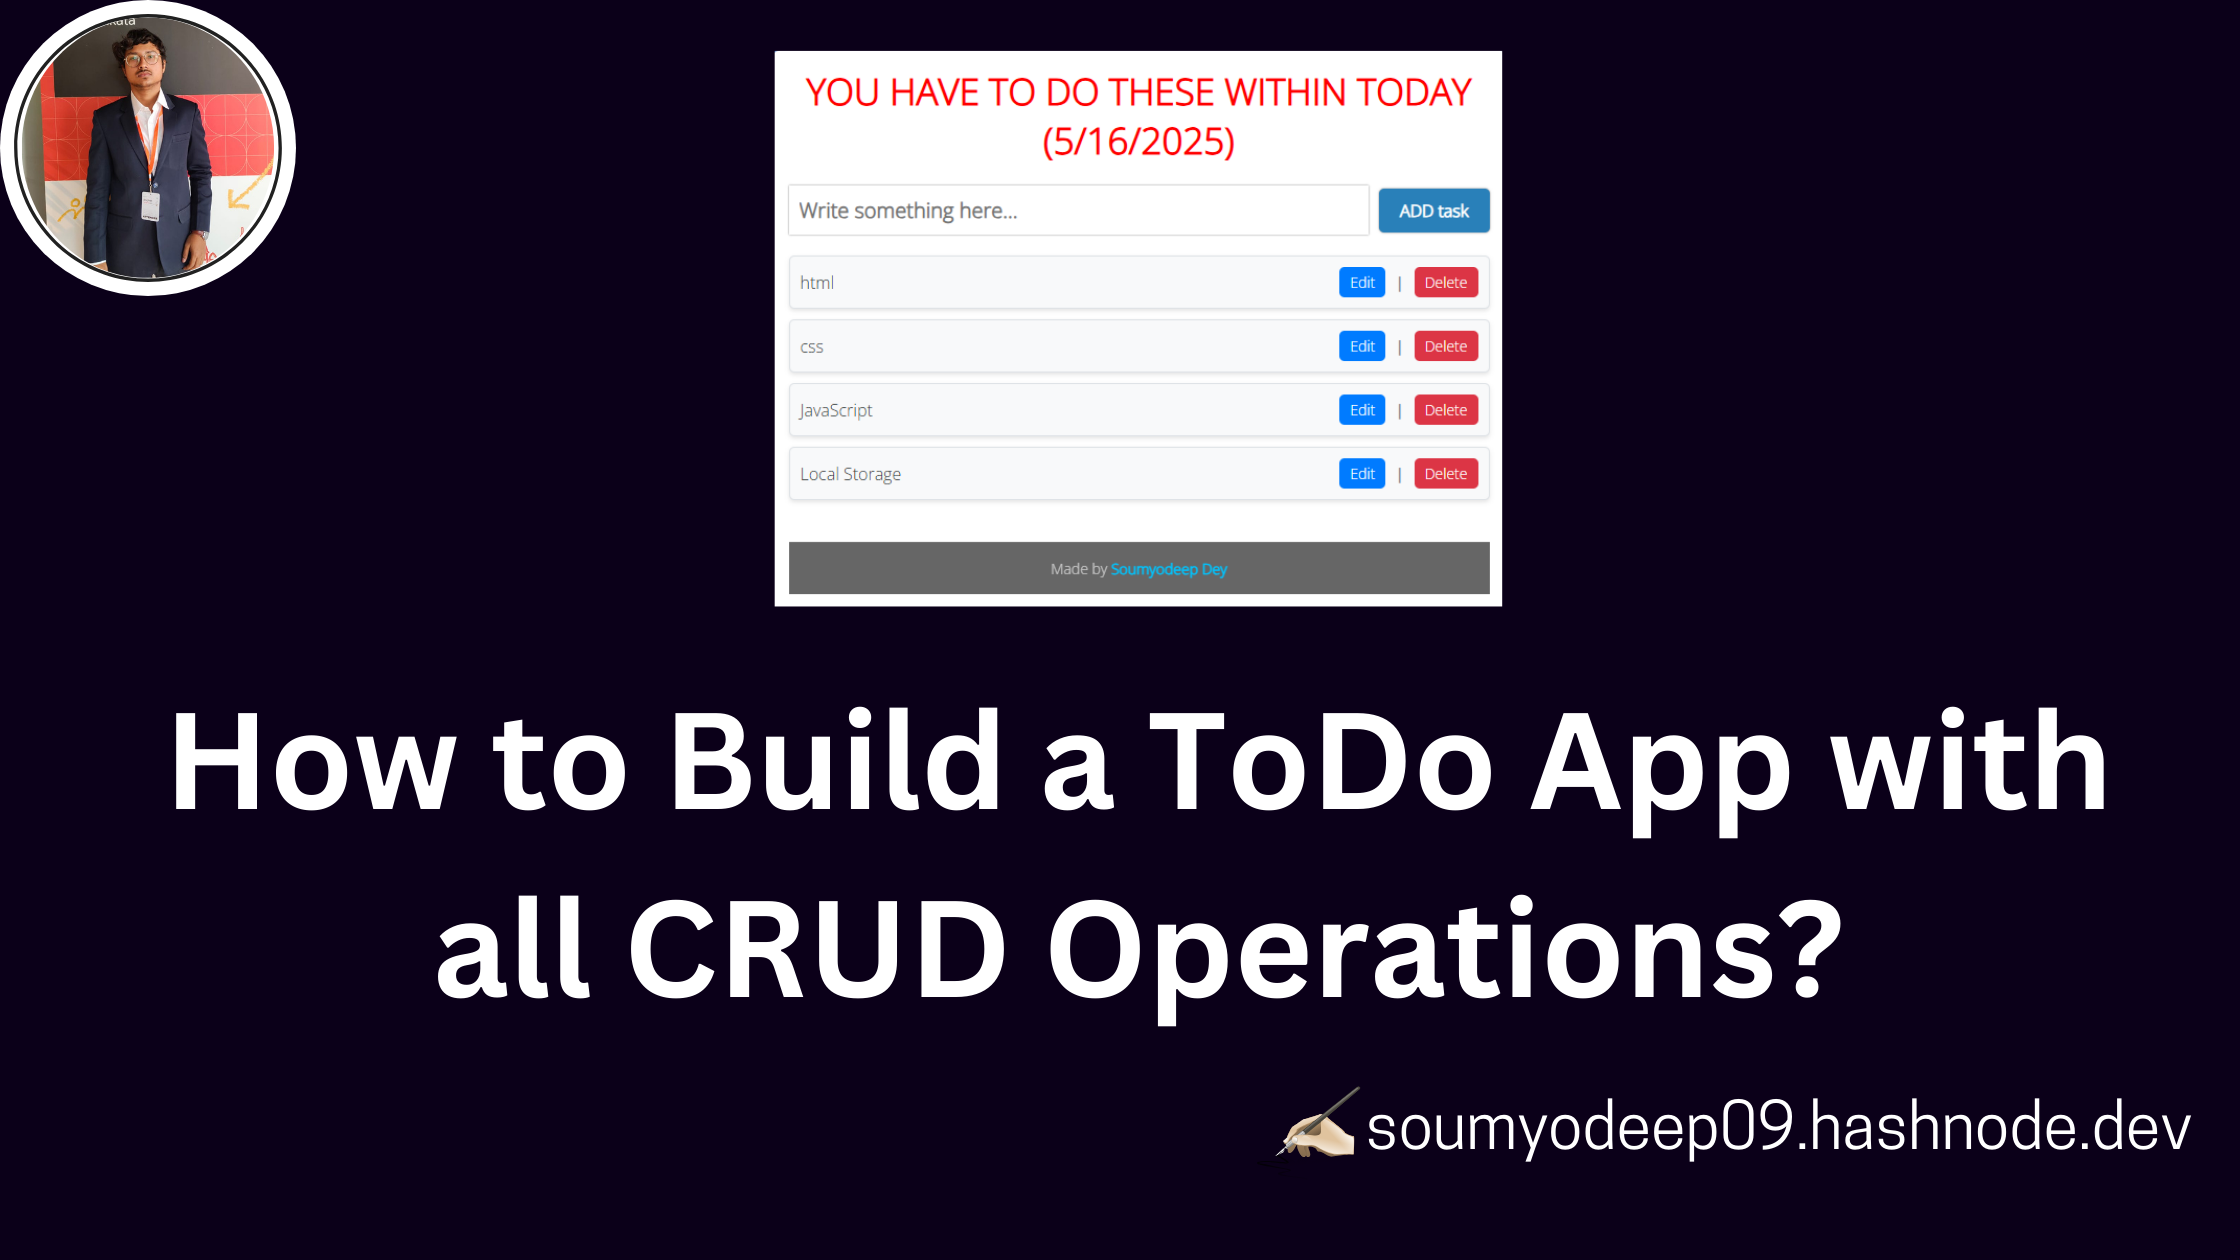 YOU HAVE TO DO THESE WITHIN TODAY
(5/16/2025)
Write something here...
ADD task
html Edit | Delete
css Edit | Delete
JavaScript Edit | Delete
Local Storage Edit | Delete
Made by Soumyodeep Dey
How to Build a ToDo App with
all CRUD Operations?
soumyodeep09.hashnode.dev